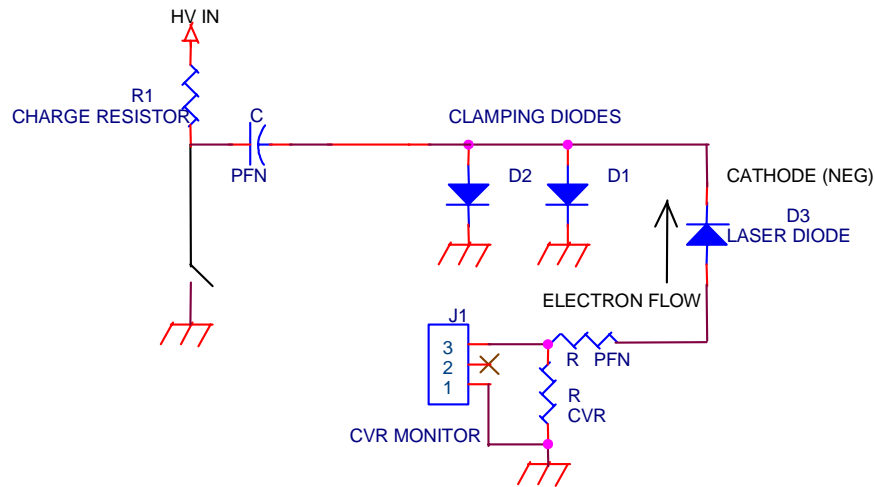 HV IN
R1
CHARGE RESISTOR
C
PFN
CLAMPING DIODES
D2
D1
CATHODE (NEG)
D3
LASER DIODE
ELECTRON FLOW
J1
3
2
1
R PFN
R
CVR
CVR MONITOR